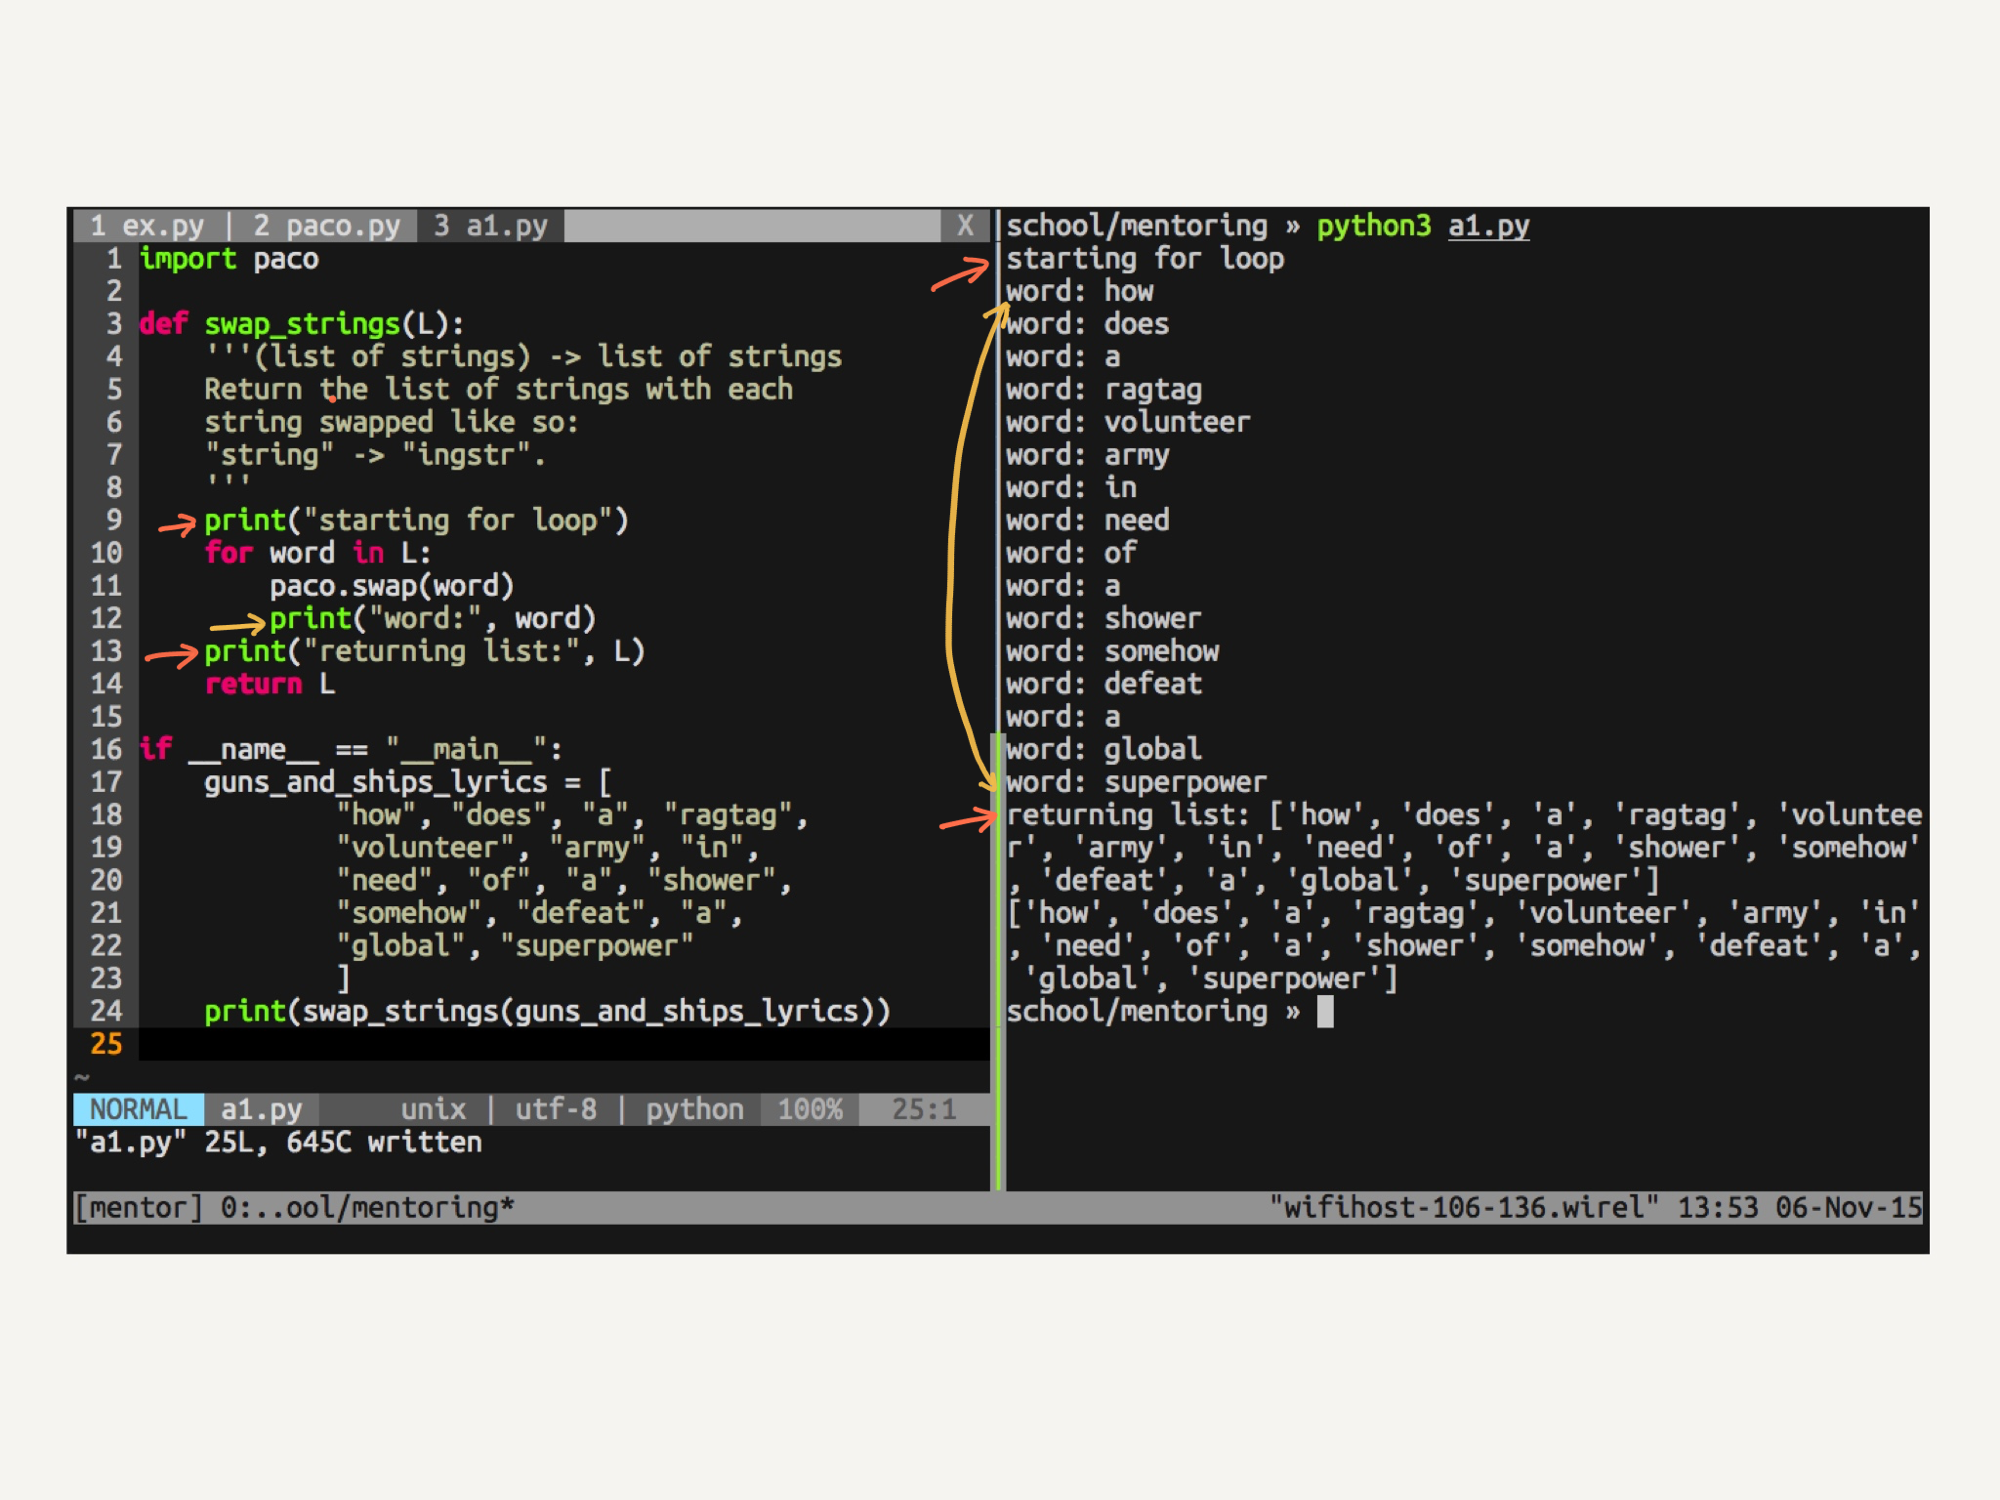 1 ex.py | 2 paco.py 3 a1.py X
1 import paco
2
3 def swap_strings(L):
4     '''(list of strings) -> list of strings
5     Return the list of strings with each
6     string swapped like so:
7     "string" -> "ingstr".
8     '''
9     print("starting for loop")
10     for word in L:
11         paco.swap(word)
12         print("word:", word)
13     print("returning list:", L)
14     return L
15
16 if __name__ == "__main__":
17     guns_and_ships_lyrics = [
18             "how", "does", "a", "ragtag",
19             "volunteer", "army", "in",
20             "need", "of", "a", "shower",
21             "somehow", "defeat", "a",
22             "global", "superpower"
23             ]
24     print(swap_strings(guns_and_ships_lyrics))
25
~
NORMAL a1.py unix | utf-8 | python 100% 25:1
"a1.py" 25L, 645C written
school/mentoring » python3 a1.py
starting for loop
word: how
word: does
word: a
word: ragtag
word: volunteer
word: army
word: in
word: need
word: of
word: a
word: shower
word: somehow
word: defeat
word: a
word: global
word: superpower
returning list: ['how', 'does', 'a', 'ragtag', 'voluntee
r', 'army', 'in', 'need', 'of', 'a', 'shower', 'somehow'
, 'defeat', 'a', 'global', 'superpower']
['how', 'does', 'a', 'ragtag', 'volunteer', 'army', 'in'
, 'need', 'of', 'a', 'shower', 'somehow', 'defeat', 'a',
 'global', 'superpower']
school/mentoring »
[mentor] 0:..ool/mentoring* "wifihost-106-136.wirel" 13:53 06-Nov-15